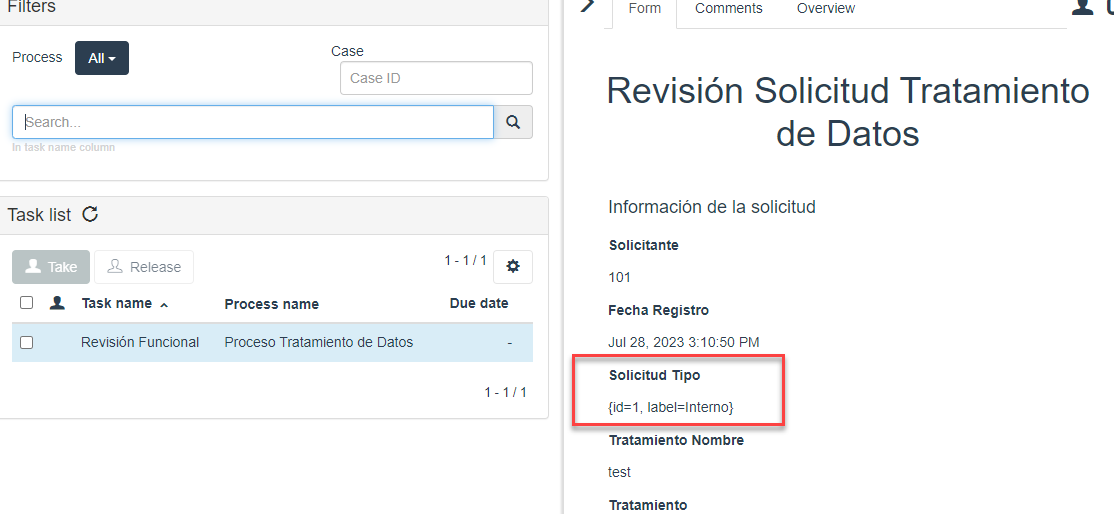 Filters
Process
All
Case
Case ID
Search...
In task name column
Task list
Take
Release
1 - 1 / 1
Task name
Process name
Due date
Revisión Funcional
Proceso Tratamiento de Datos
-
1 - 1 / 1
Form
Comments
Overview
Revisión Solicitud Tratamiento
de Datos
Información de la solicitud
Solicitante
101
Fecha Registro
Jul 28, 2023 3:10:50 PM
Solicitud Tipo
{id=1, label=Interno}
Tratamiento Nombre
test
Tratamiento